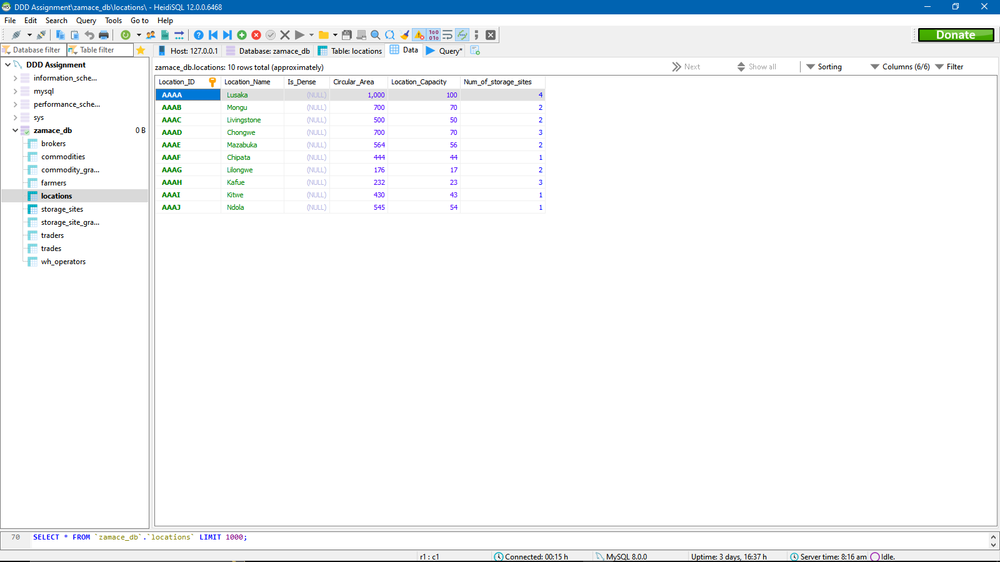 DDD Assignment\zamace_db\locations\ - HeidiSQL 12.0.0.6468
File Edit Search Query Tools Go to Help
Donate
Database filter Table filter
Host: 127.0.0.1 Database: zamace_db Table: locations Data Query*
DDD Assignment
information_sche...
mysql
performance_sche...
sys
zamace_db 0 B
brokers
commodities
commodity_gra...
farmers
locations
storage_sites
storage_site_gra...
traders
trades
wh_operators
zamace_db.locations: 10 rows total (approximately) Next Show all Sorting Columns (6/6) Filter
Location_ID Location_Name Is_Dense Circular_Area Location_Capacity Num_of_storage_sites
AAAA Lusaka (NULL) 1,000 100 4
AAAB Mongu (NULL) 700 70 2
AAAC Livingstone (NULL) 500 50 2
AAAD Chongwe (NULL) 700 70 3
AAAE Mazabuka (NULL) 564 56 2
AAAF Chipata (NULL) 444 44 1
AAAG Lilongwe (NULL) 176 17 2
AAAH Kafue (NULL) 232 23 3
AAAI Kitwe (NULL) 430 43 1
AAAJ Ndola (NULL) 545 54 1
70 SELECT * FROM `zamace_db`.`locations` LIMIT 1000;
r1 : c1 Connected: 00:15 h MySQL 8.0.0 Uptime: 3 days, 16:37 h Server time: 8:16 am Idle.